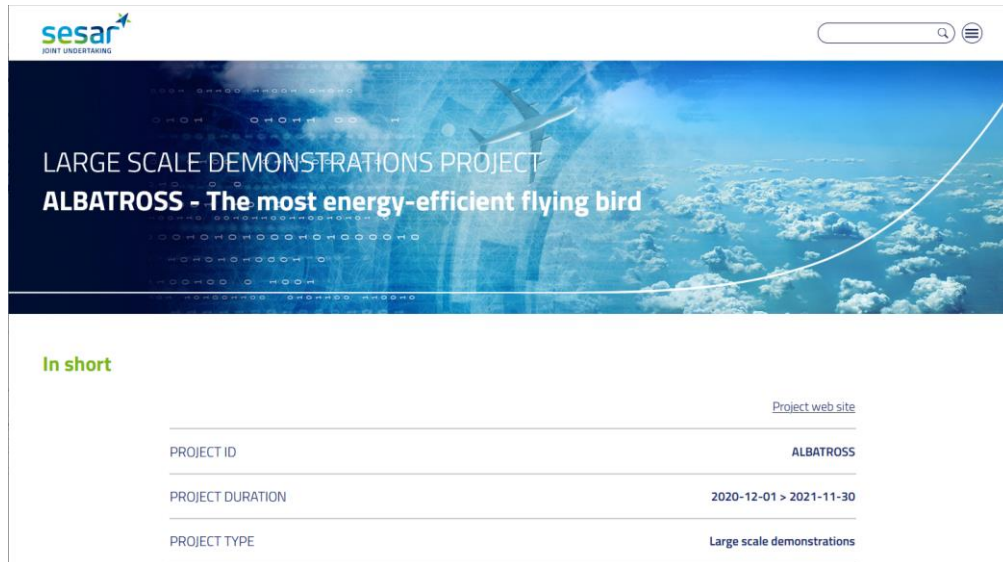 sesar
JOINT UNDERTAKING
LARGE SCALE DEMONSTRATIONS PROJECT
ALBATROSS - The most energy-efficient flying bird
In short
Project web site
PROJECT ID ALBATROSS
PROJECT DURATION 2020-12-01 > 2021-11-30
PROJECT TYPE Large scale demonstrations